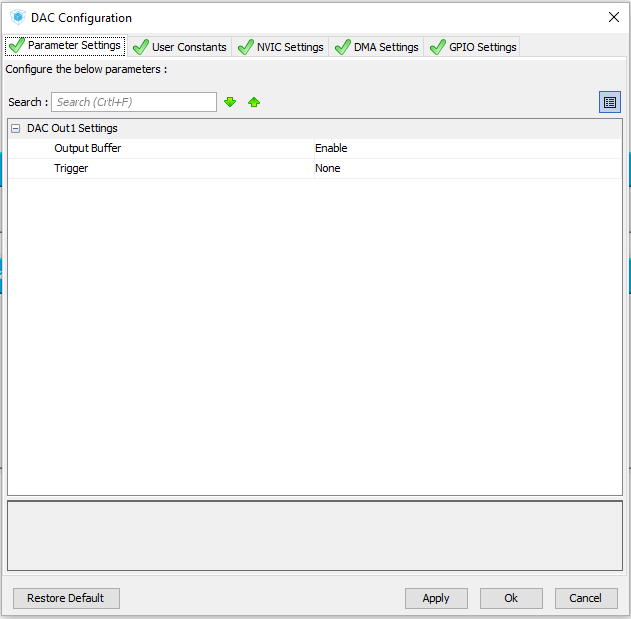 DAC Configuration
Parameter Settings User Constants NVIC Settings DMA Settings GPIO Settings
Configure the below parameters :
Search : Search (CrtI+F)
DAC Out1 Settings
Output Buffer Enable
Trigger None
Restore Default Apply Ok Cancel